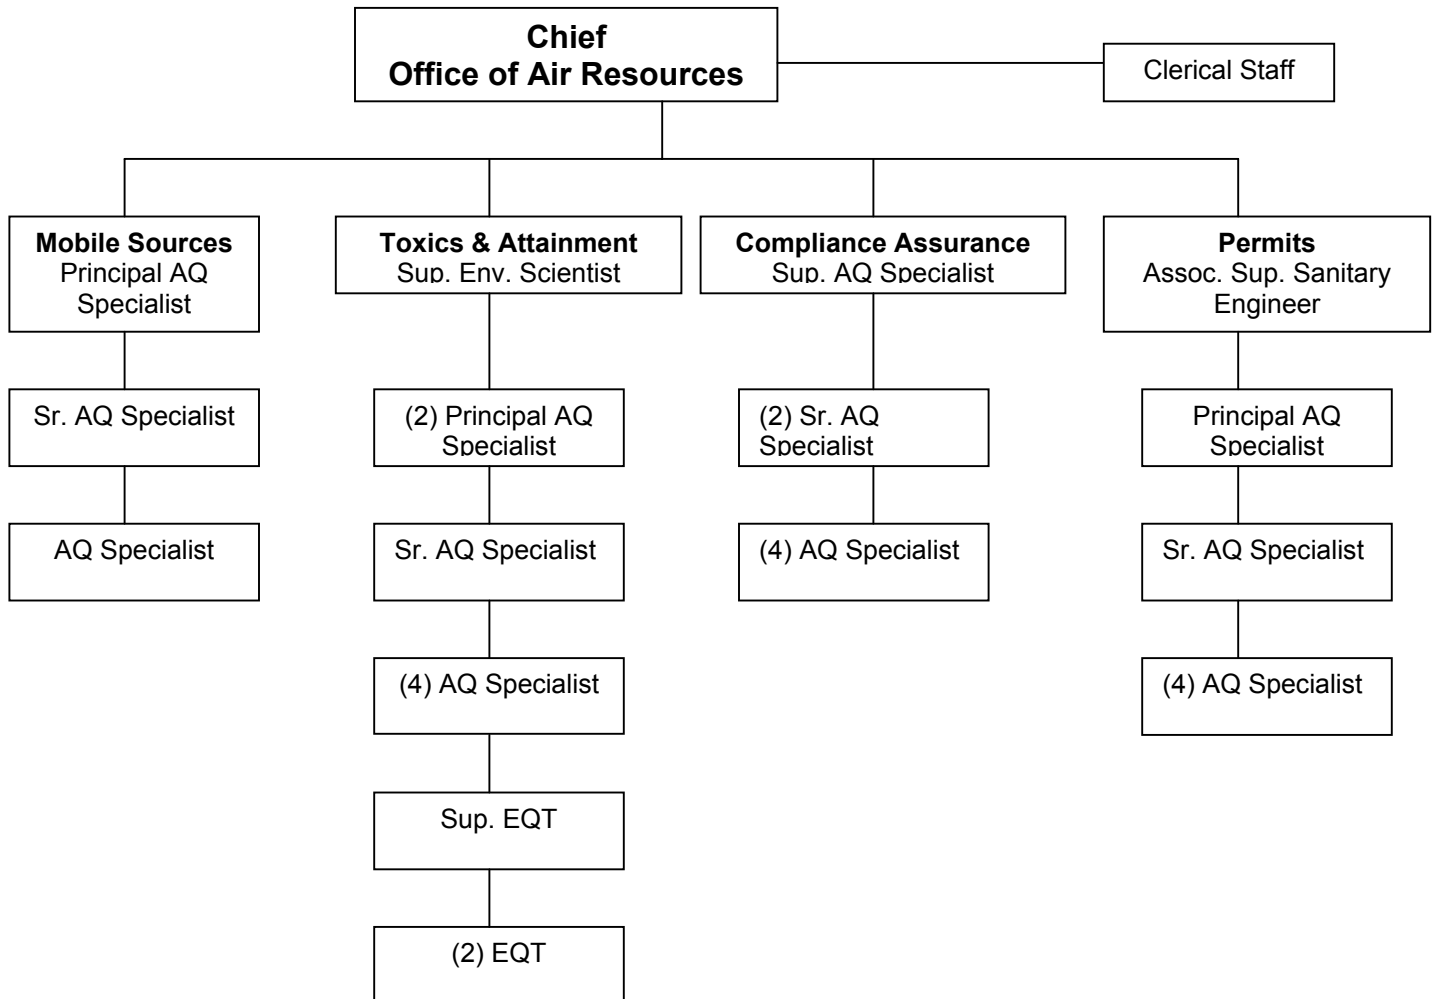 Chief
Office of Air Resources
Clerical Staff
Mobile Sources
Principal AQ
Specialist
Toxics & Attainment
Sup. Env. Scientist
Compliance Assurance
Sup. AQ Specialist
Permits
Assoc. Sup. Sanitary
Engineer
Sr. AQ Specialist
(2) Principal AQ
Specialist
(2) Sr. AQ
Specialist
Principal AQ
Specialist
AQ Specialist
Sr. AQ Specialist
(4) AQ Specialist
Sr. AQ Specialist
(4) AQ Specialist
(4) AQ Specialist
Sup. EQT
(2) EQT